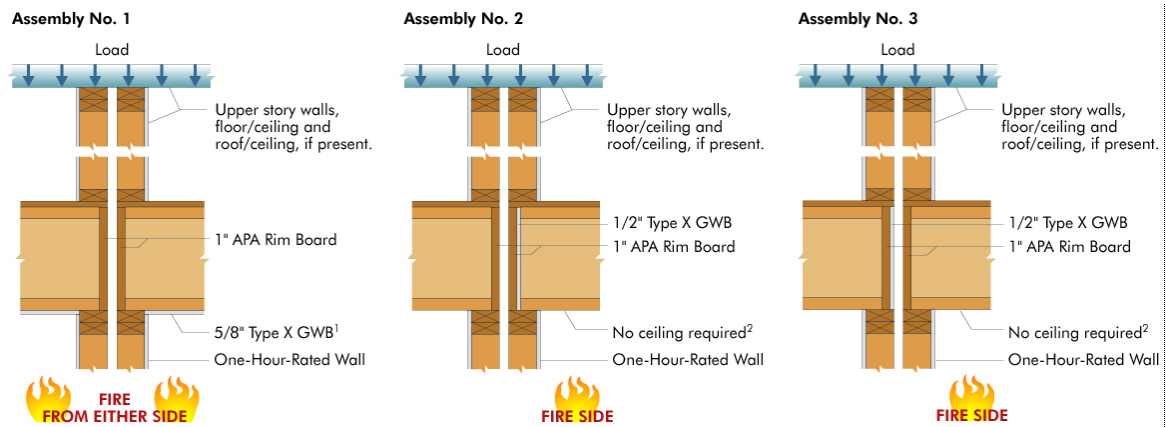 Assembly No. 1
Load
Upper story walls,
floor/ceiling and
roof/ceiling, if present.
1" APA Rim Board
5/8" Type X GWB1
One-Hour-Rated Wall
FIRE
FROM EITHER SIDE
Assembly No. 2
Load
Upper story walls,
floor/ceiling and
roof/ceiling, if present.
1/2" Type X GWB
1" APA Rim Board
No ceiling required2
One-Hour-Rated Wall
FIRE SIDE
Assembly No. 3
Load
Upper story walls,
floor/ceiling and
roof/ceiling, if present.
1/2" Type X GWB
1" APA Rim Board
No ceiling required2
One-Hour-Rated Wall
FIRE SIDE